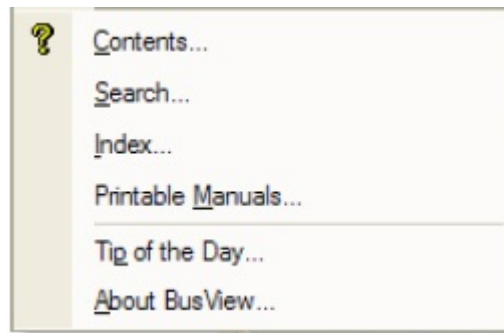 Contents...
Search...
Index...
Printable Manuals...
Tip of the Day...
About BusView...